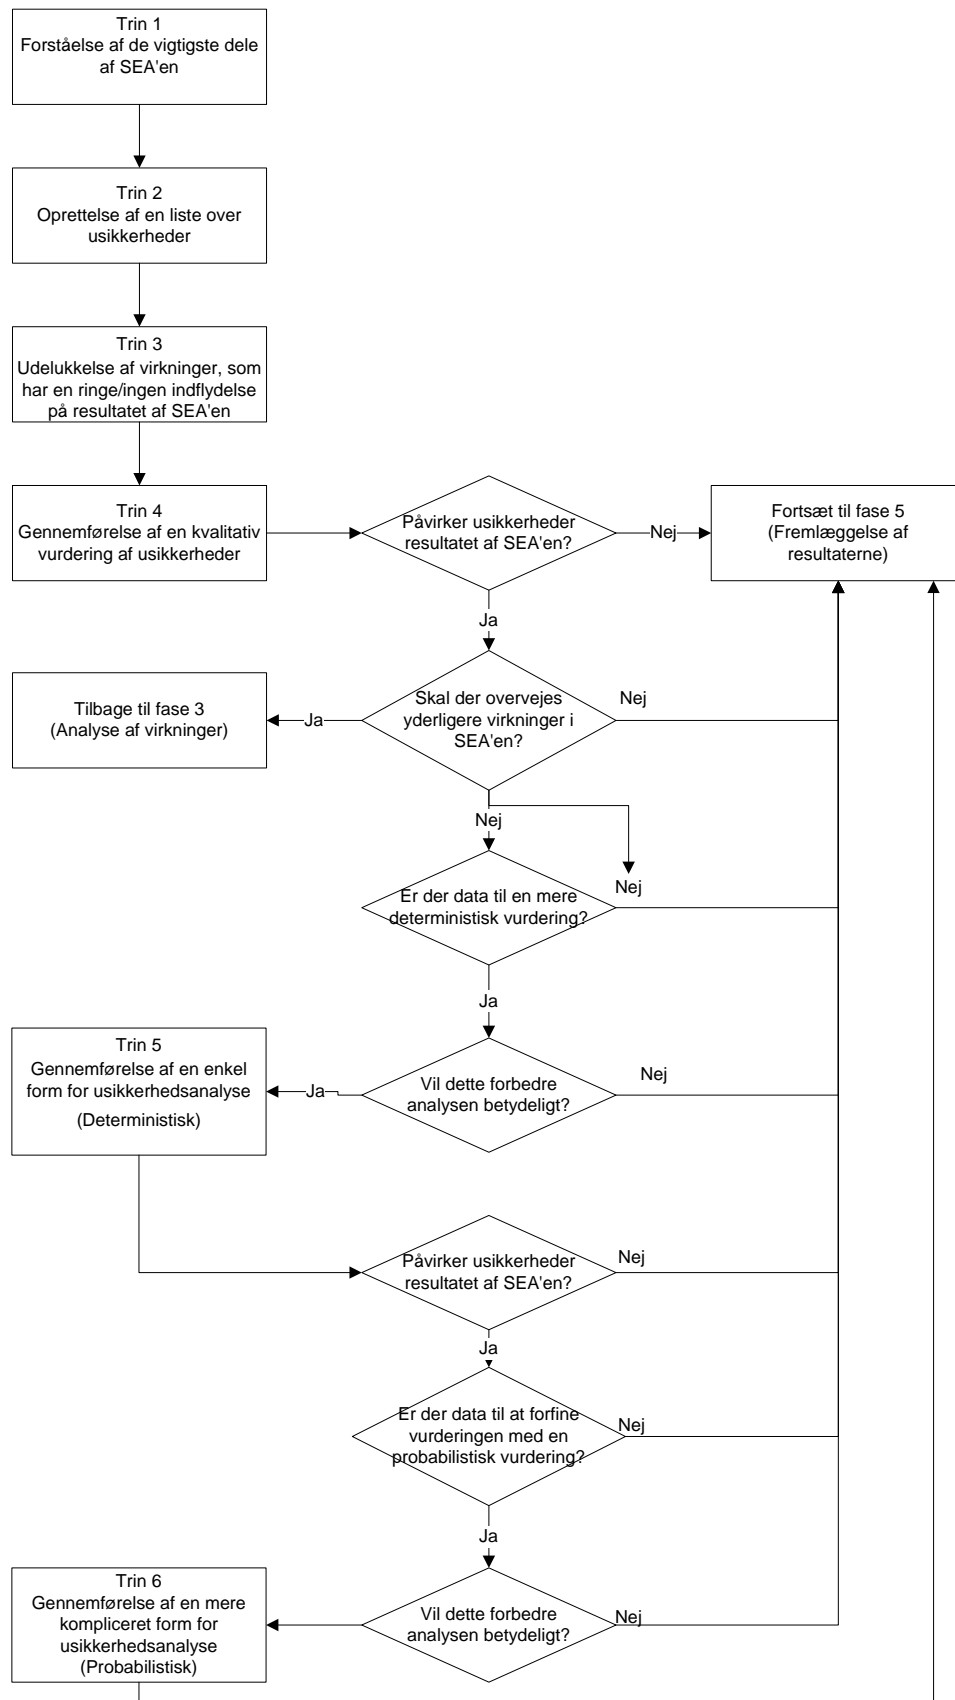 Trin 1
Forståelse af de vigtigste dele
af SEA'en
Trin 2
Oprettelse af en liste over
usikkerheder
Trin 3
Udelukkelse af virkninger, som
har en ringe/ingen indflydelse
på resultatet af SEA'en
Trin 4
Gennemførelse af en kvalitativ
vurdering af usikkerheder
Påvirker usikkerheder
resultatet af SEA'en?
Nej
Fortsæt til fase 5
(Fremlæggelse af
resultaterne)
Ja
Skal der overvejes
yderligere virkninger i
SEA'en?
Nej
Ja
Tilbage til fase 3
(Analyse af virkninger)
Nej
Nej
Er der data til en mere
deterministisk vurdering?
Ja
Trin 5
Gennemførelse af en enkel
form for usikkerhedsanalyse
(Deterministisk)
Ja
Vil dette forbedre
analysen betydeligt?
Nej
Påvirker usikkerheder
resultatet af SEA'en?
Nej
Ja
Er der data til at forfine
vurderingen med en
probabilistisk vurdering?
Nej
Ja
Trin 6
Gennemførelse af en mere
kompliceret form for
usikkerhedsanalyse
(Probabilistisk)
Vil dette forbedre
analysen betydeligt?
Nej